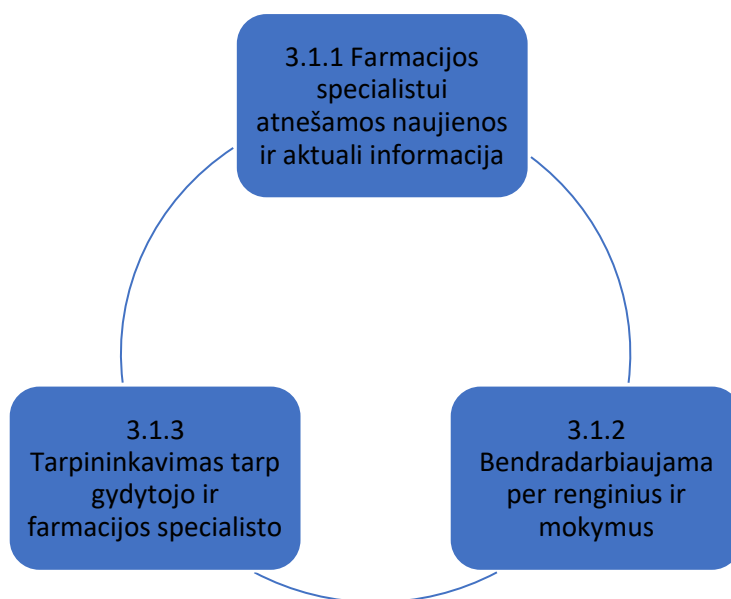 3.1.1 Farmacijos
specialistui
atnešamos naujienos
ir aktuali informacija
3.1.3
Tarpininkavimas tarp
gydytojo ir
farmacijos specialisto
3.1.2
Bendradarbiaujama
per renginius ir
mokymus